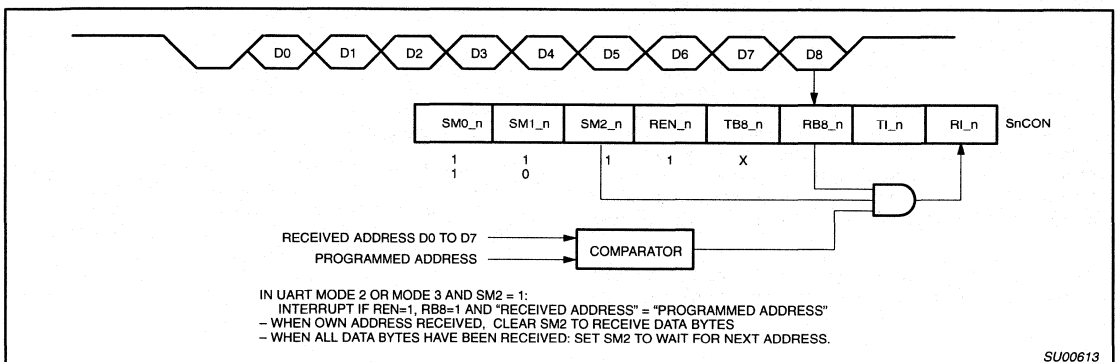 D0 D1 D2 D3 D4 D5 D6 D7 D8
SM0_n SM1_n SM2_n REN_n TB8_n RB8_n TI_n RI_n SnCON
1 1 1 1 X
1 0
RECEIVED ADDRESS D0 TO D7
PROGRAMMED ADDRESS
COMPARATOR
IN UART MODE 2 OR MODE 3 AND SM2 = 1:
INTERRUPT IF REN=1, RB8=1 AND “RECEIVED ADDRESS” = “PROGRAMMED ADDRESS”
– WHEN OWN ADDRESS RECEIVED, CLEAR SM2 TO RECEIVE DATA BYTES
– WHEN ALL DATA BYTES HAVE BEEN RECEIVED: SET SM2 TO WAIT FOR NEXT ADDRESS.
SU00613